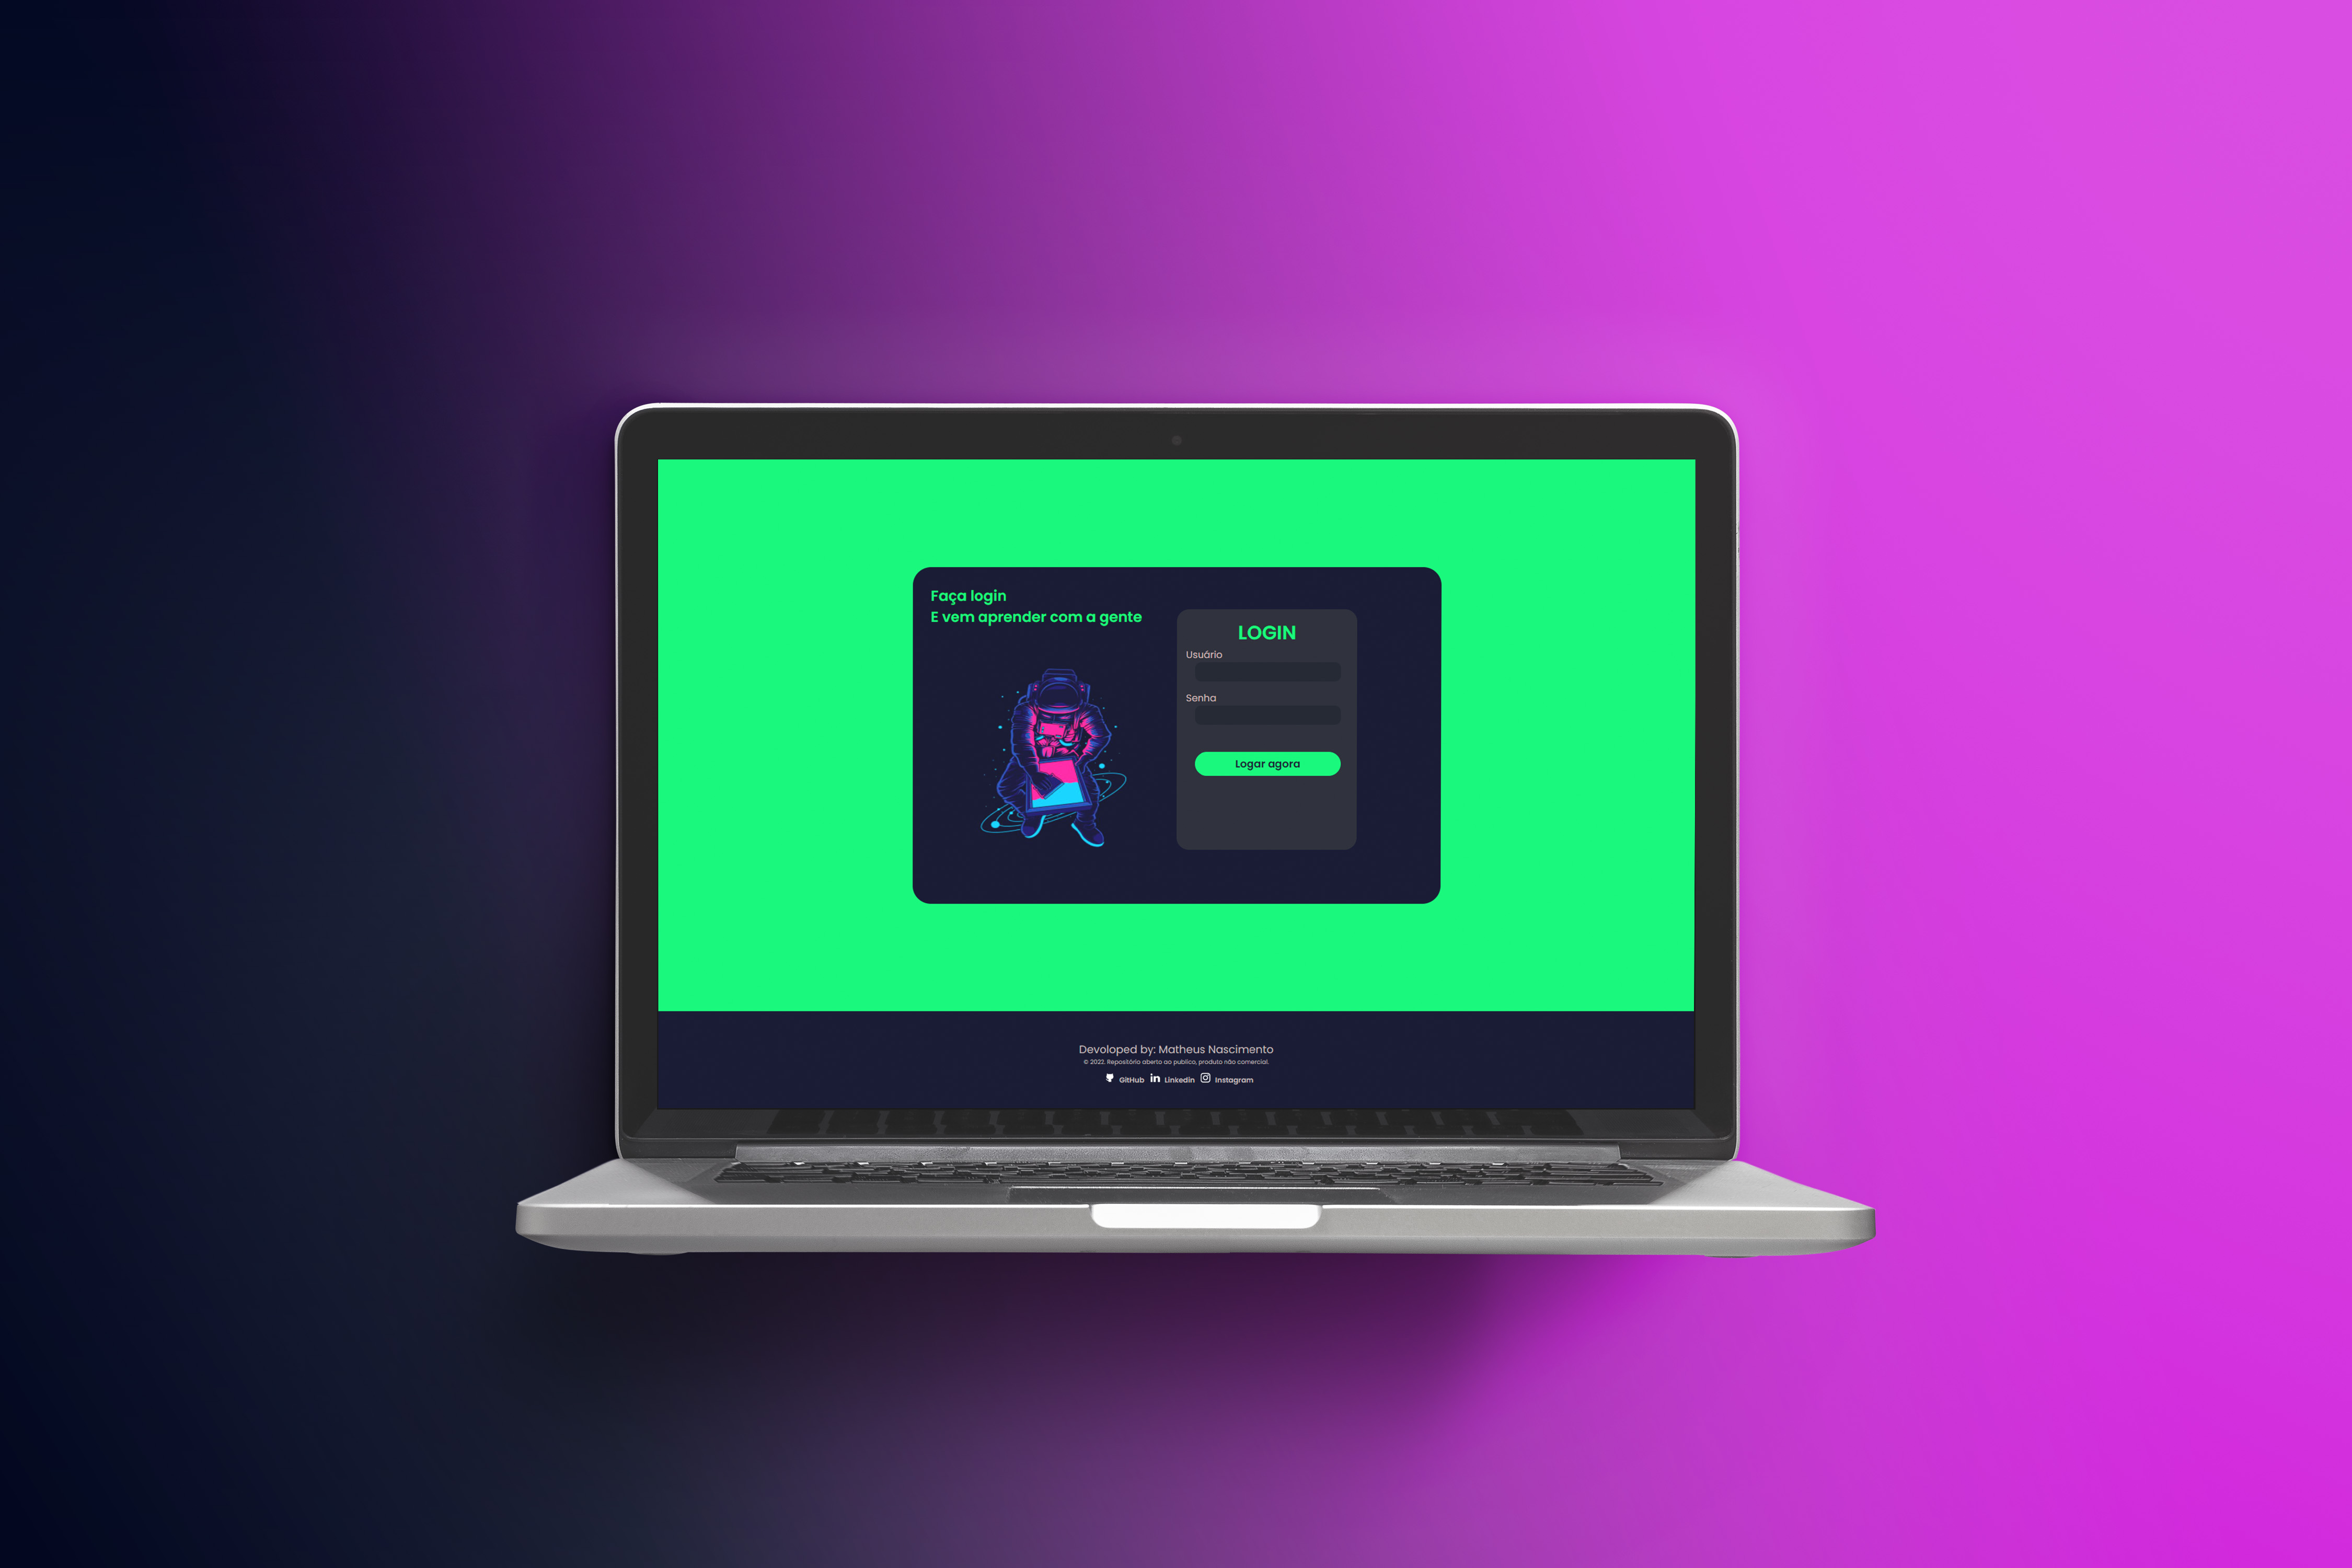 Faça login
E vem aprender com a gente
LOGIN
Usuário
Senha
Logar agora
Devoloped by: Matheus Nascimento
© 2022. Repositório aberto ao publico, produto não comercial.
GitHub Linkedin Instagram